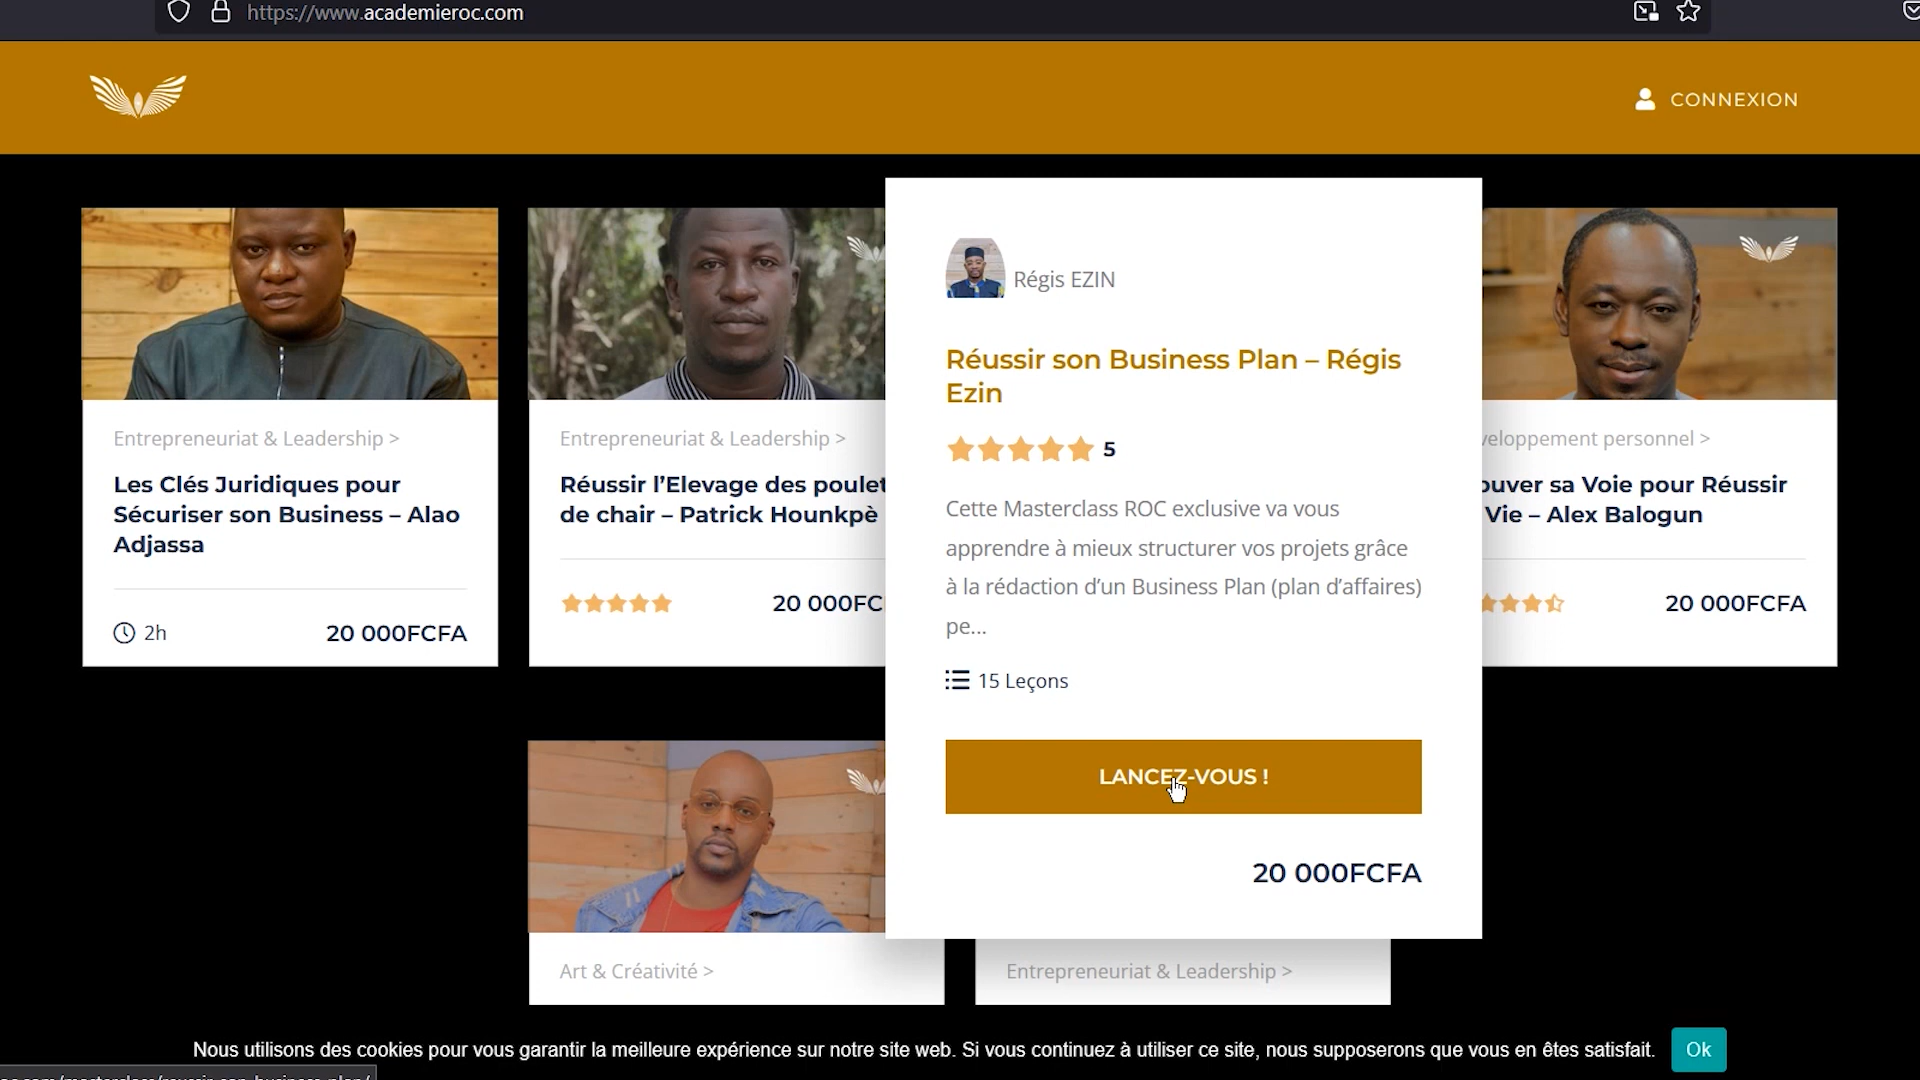 https://www.academieroc.com
CONNEXION
Entrepreneuriat & Leadership >
Les Clés Juridiques pour
Sécuriser son Business – Alao
Adjassa
2h
20 000FCFA
Entrepreneuriat & Leadership >
Réussir l'Elevage des poulet
de chair – Patrick Hounkpè
20 000FC
Régis EZIN
Réussir son Business Plan – Régis
Ezin
5
Cette Masterclass ROC exclusive va vous
apprendre à mieux structurer vos projets grâce
à la rédaction d'un Business Plan (plan d'affaires)
pe...
15 Leçons
LANCEZ-VOUS !
20 000FCFA
veloppement personnel >
ouver sa Voie pour Réussir
Vie – Alex Balogun
20 000FCFA
Art & Créativité >
Entrepreneuriat & Leadership >
Nous utilisons des cookies pour vous garantir la meilleure expérience sur notre site web. Si vous continuez à utiliser ce site, nous supposerons que vous en êtes satisfait.
Ok